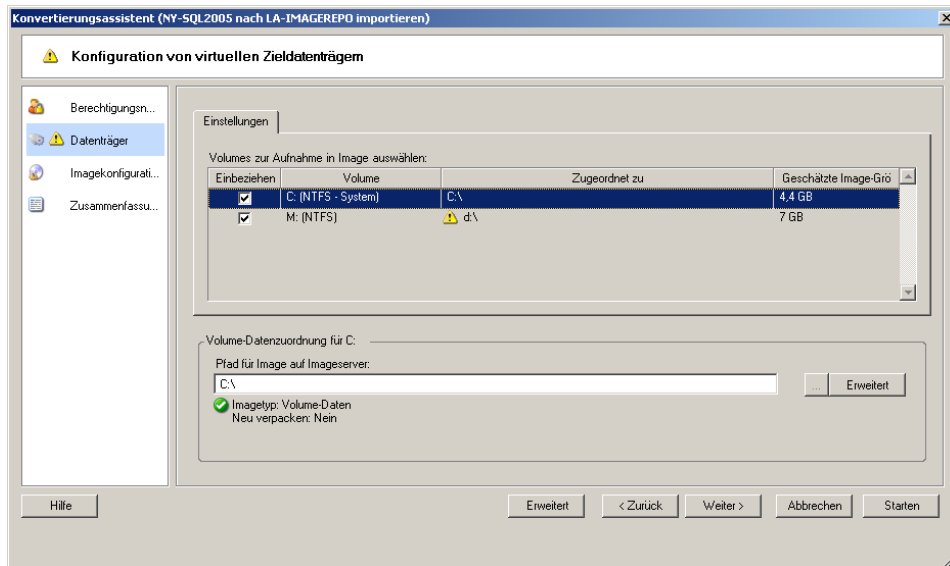 Konvertierungsassistent (NY-SQL2005 nach LA-IMAGEREPO importieren)
Konfiguration von virtuellen Zieldatenträgern
Berechtigungsn...
Datenträger
Imagekonfigurati...
Zusammenfassu...
Einstellungen
Volumes zur Aufnahme in Image auswählen:
Einbeziehen Volume Zugeordnet zu Geschätzte Image-Grö
C: (NTFS - System) C:\ 4,4 GB
M: (NTFS) d:\ 7 GB
Volume-Datenzuordnung für C:
Pfad für Image auf Imageserver:
C:\ ... Erweitert
Imagetyp: Volume-Daten
Neu verpacken: Nein
Hilfe Erweitert < Zurück Weiter > Abbrechen Starten